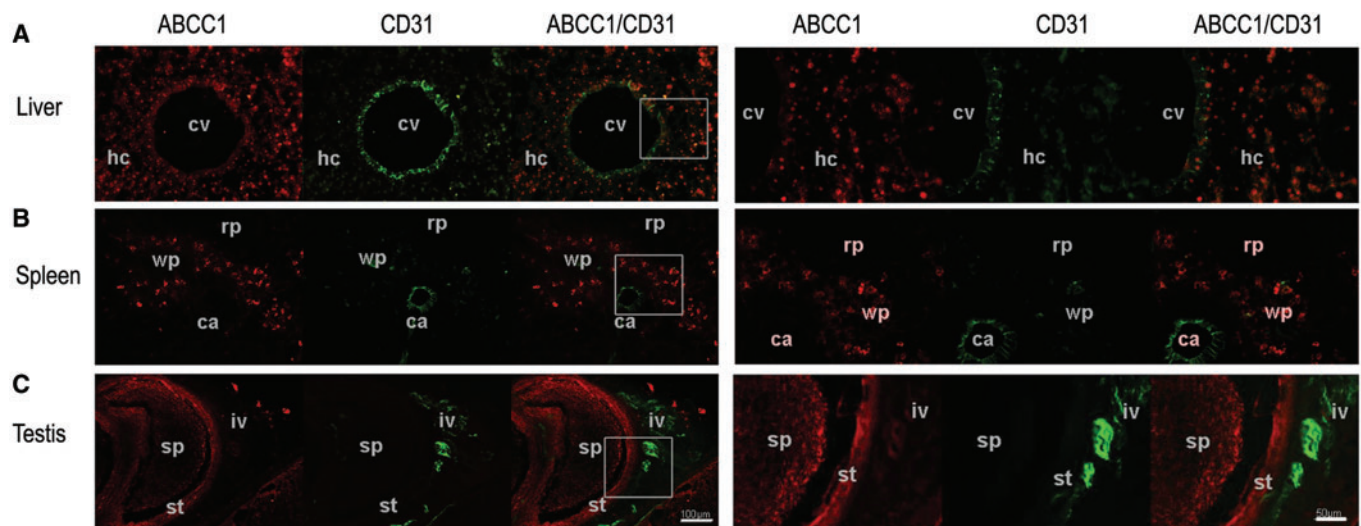 ABCC1 CD31 ABCC1/CD31 ABCC1 CD31 ABCC1/CD31
A
Liver
cv cv cv cv cv
hc hc hc hc hc hc
B
Spleen
rp rp rp rp rp rp
wp wp wp wp wp wp
ca ca ca ca ca ca
C
Testis
iv iv iv iv iv iv
sp sp sp sp sp sp
st st st st st st
100µm 50µm